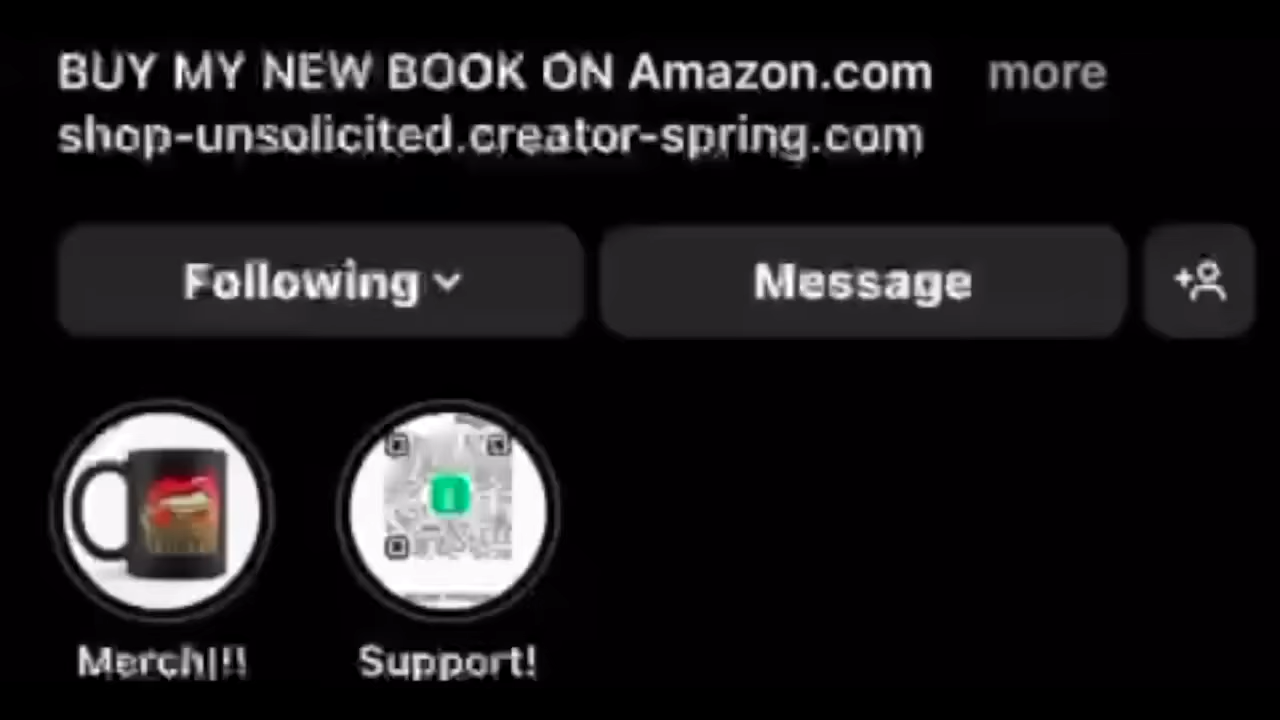 BUY MY NEW BOOK ON Amazon.com more
shop-unsolicited.creator-spring.com
Following Message
Merch!!! Support!